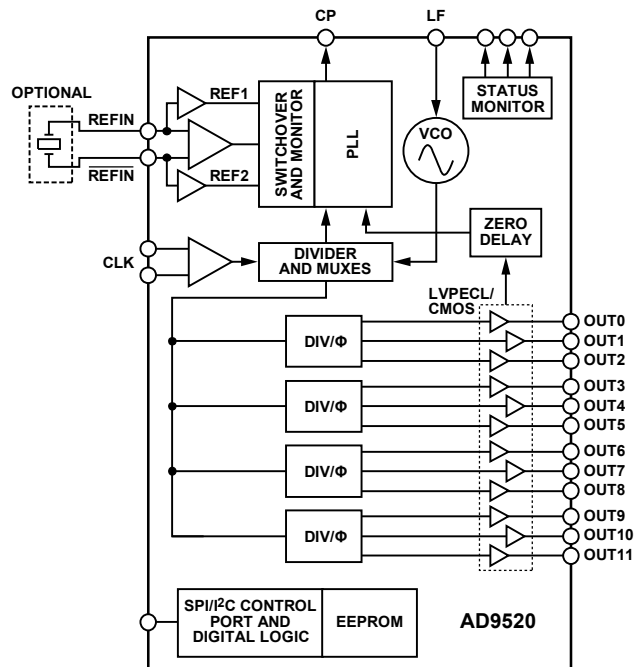 CP
LF
OPTIONAL
REFIN
REFIN
REF1
REF2
SWITCHOVER
AND MONITOR
PLL
VCO
STATUS
MONITOR
ZERO
DELAY
CLK
DIVIDER
AND MUXES
LVPECL/
CMOS
DIV/Φ
OUT0
OUT1
OUT2
DIV/Φ
OUT3
OUT4
OUT5
DIV/Φ
OUT6
OUT7
OUT8
DIV/Φ
OUT9
OUT10
OUT11
SPI/I²C CONTROL
PORT AND
DIGITAL LOGIC
EEPROM
AD9520